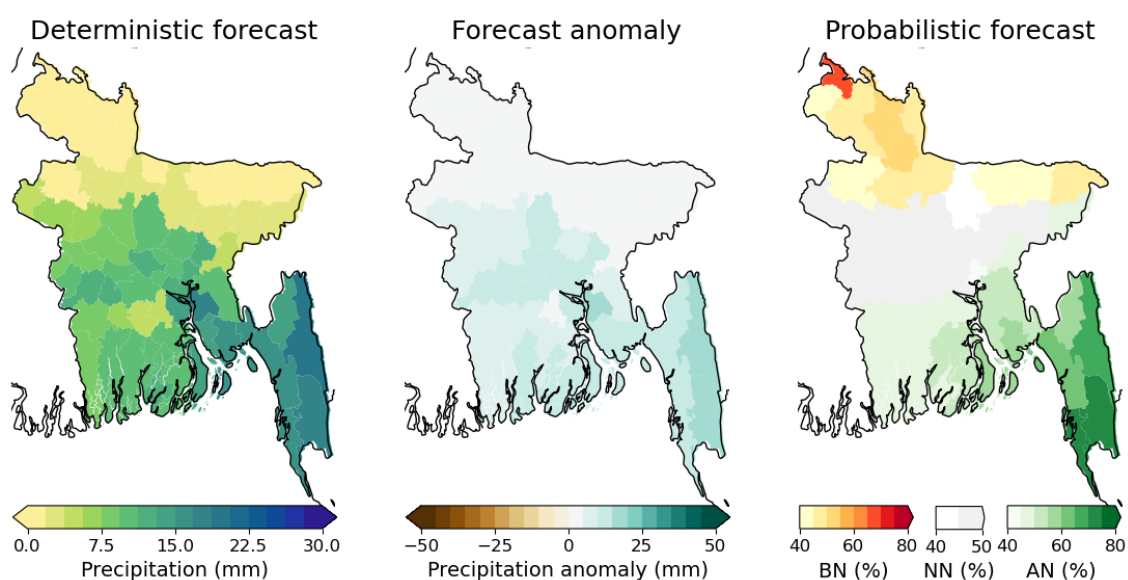 Deterministic forecast
Forecast anomaly
Probabilistic forecast
0.0 7.5 15.0 22.5 30.0
Precipitation (mm)
−50 −25 0 25 50
Precipitation anomaly (mm)
40 60 80
BN (%)
40 50
NN (%)
40 60 80
AN (%)